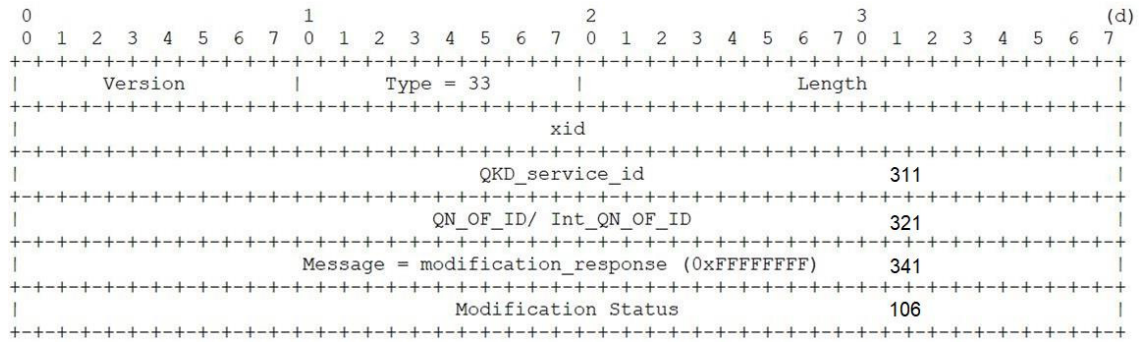 0 1 2 3 (d)
0 1 2 3 4 5 6 7 0 1 2 3 4 5 6 7 0 1 2 3 4 5 6 7 0 1 2 3 4 5 6 7
+-+-+-+-+-+-+-+-+-+-+-+-+-+-+-+-+-+-+-+-+-+-+-+-+-+-+-+-+-+-+-+-+
| Version | Type = 33 | Length |
+-+-+-+-+-+-+-+-+-+-+-+-+-+-+-+-+-+-+-+-+-+-+-+-+-+-+-+-+-+-+-+-+
| xid |
+-+-+-+-+-+-+-+-+-+-+-+-+-+-+-+-+-+-+-+-+-+-+-+-+-+-+-+-+-+-+-+-+
| QKD_service_id 311 |
+-+-+-+-+-+-+-+-+-+-+-+-+-+-+-+-+-+-+-+-+-+-+-+-+-+-+-+-+-+-+-+-+
| QN_OF_ID/ Int_QN_OF_ID 321 |
+-+-+-+-+-+-+-+-+-+-+-+-+-+-+-+-+-+-+-+-+-+-+-+-+-+-+-+-+-+-+-+-+
| Message = modification_response (0xFFFFFFFF) 341 |
+-+-+-+-+-+-+-+-+-+-+-+-+-+-+-+-+-+-+-+-+-+-+-+-+-+-+-+-+-+-+-+-+
| Modification Status 106 |
+-+-+-+-+-+-+-+-+-+-+-+-+-+-+-+-+-+-+-+-+-+-+-+-+-+-+-+-+-+-+-+-+